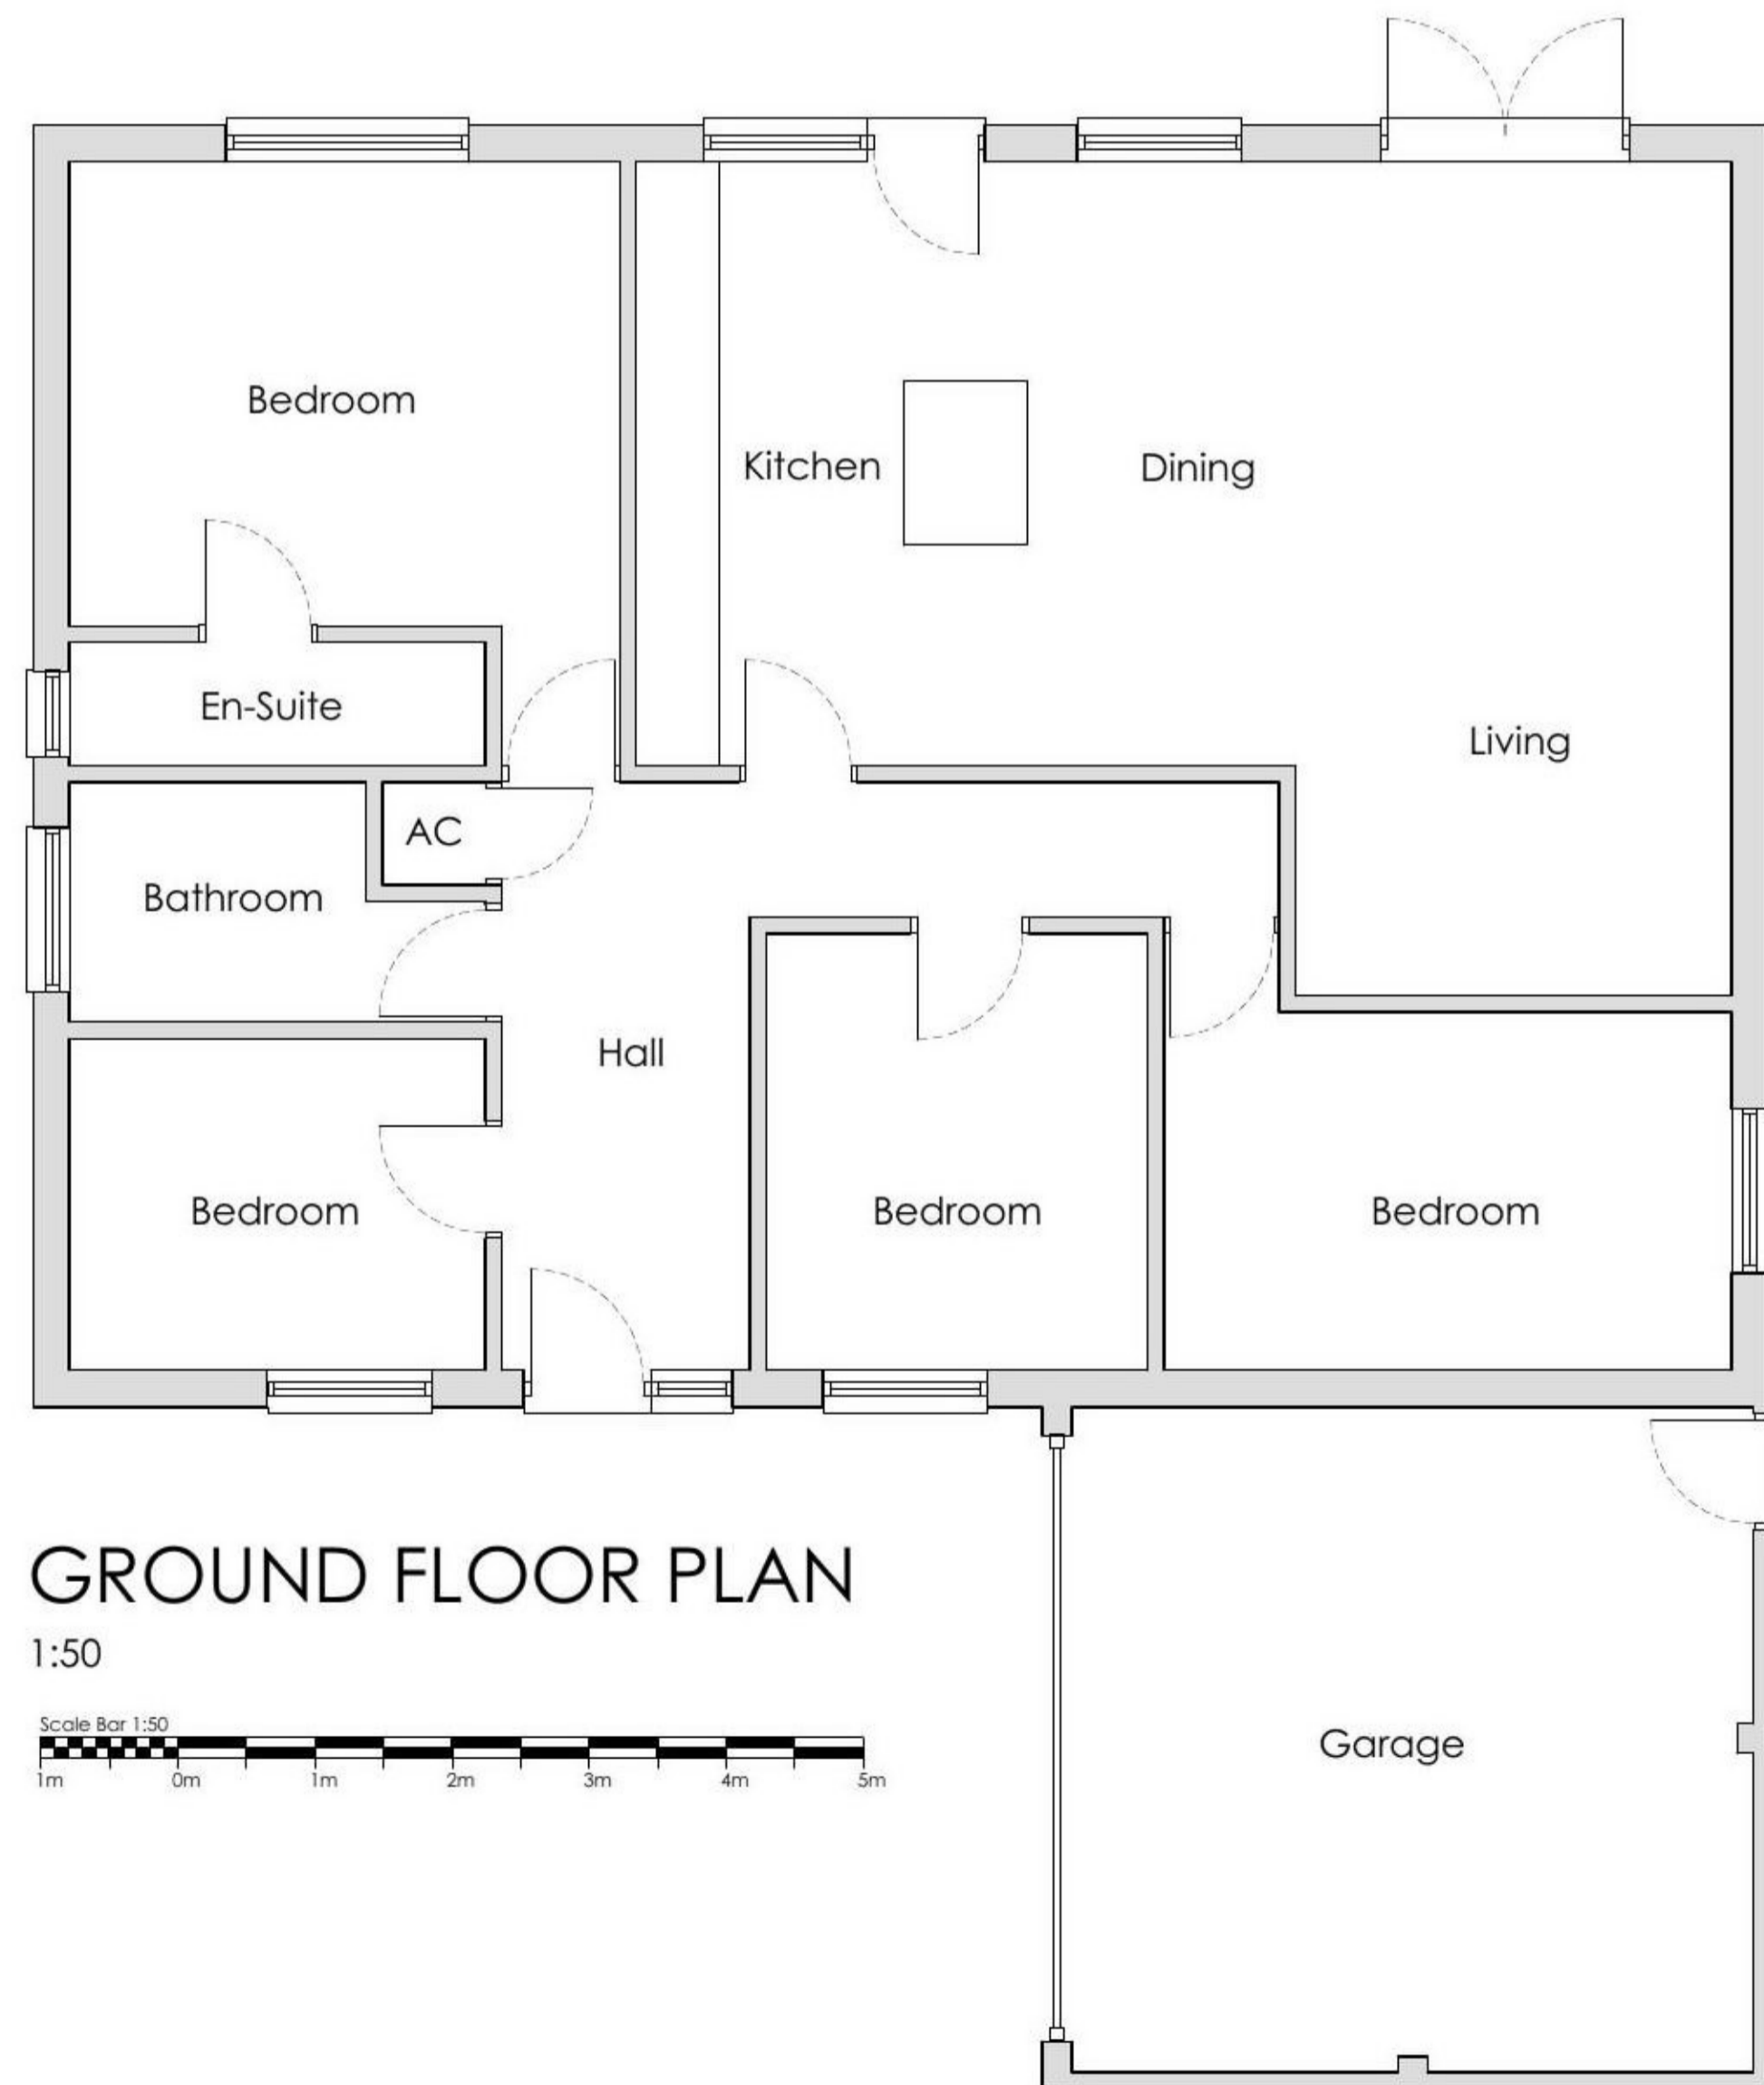 Bedroom
Kitchen
Dining
En-Suite
Living
AC
Bathroom
Hall
Bedroom
Bedroom
Bedroom
GROUND FLOOR PLAN
1:50
Scale Bar 1:50
1m 0m 1m 2m 3m 4m 5m
Garage